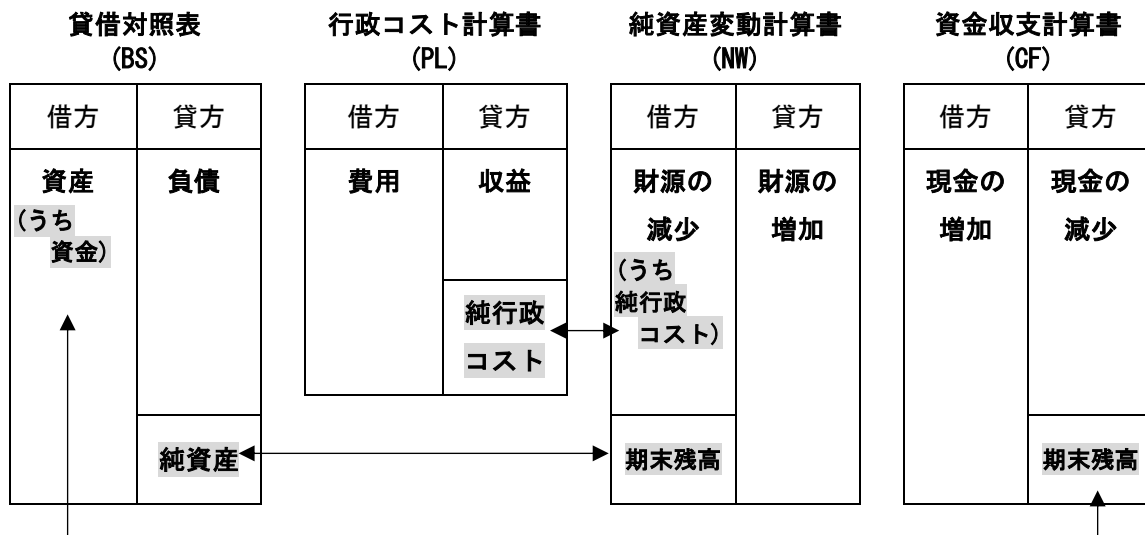 貸借対照表
(BS)
行政コスト計算書
(PL)
純資産変動計算書
(NW)
資金収支計算書
(CF)
借方
貸方
借方
貸方
借方
貸方
借方
貸方
資産
(うち
資金)
負債
純資産
費用
収益
純行政
コスト
財源の
減少
(うち
純行政
コスト)
期末残高
財源の
増加
現金の
増加
現金の
減少
期末残高